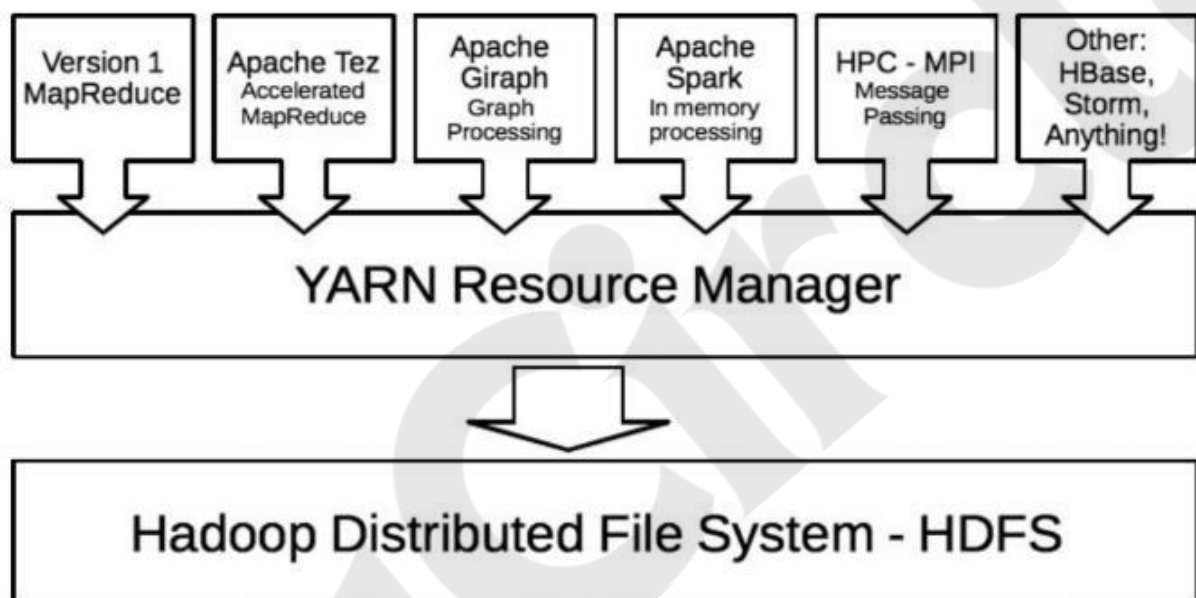 Version 1
MapReduce
Apache Tez
Accelerated
MapReduce
Apache
Giraph
Graph
Processing
Apache
Spark
In memory
processing
HPC - MPI
Message
Passing
Other:
HBase,
Storm,
Anything!
YARN Resource Manager
Hadoop Distributed File System - HDFS